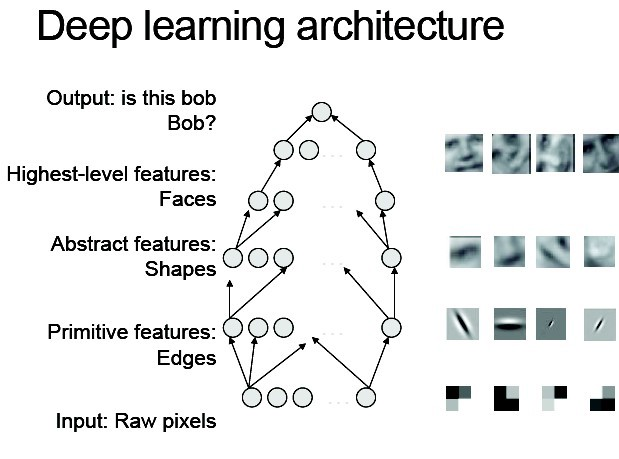 Deep learning architecture
Output: is this bob
Bob?
Highest-level features:
Faces
Abstract features:
Shapes
Primitive features:
Edges
Input: Raw pixels